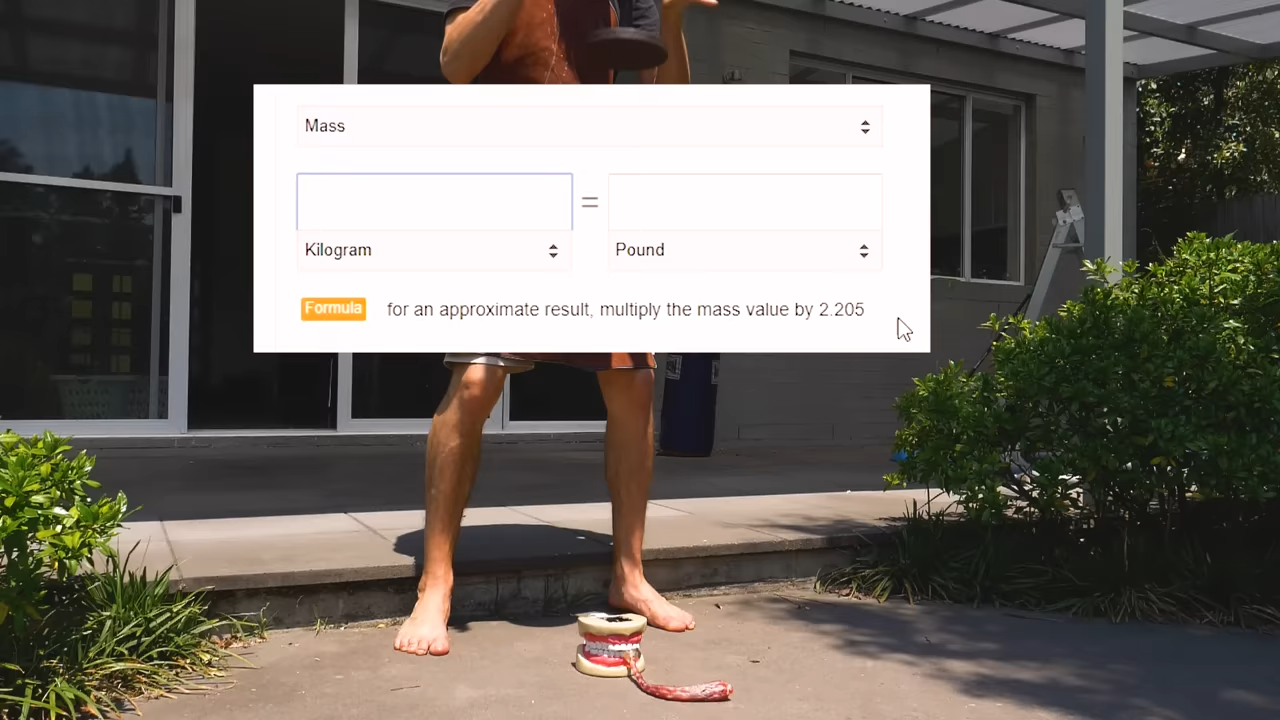 Mass
=
Kilogram
Pound
Formula for an approximate result, multiply the mass value by 2.205